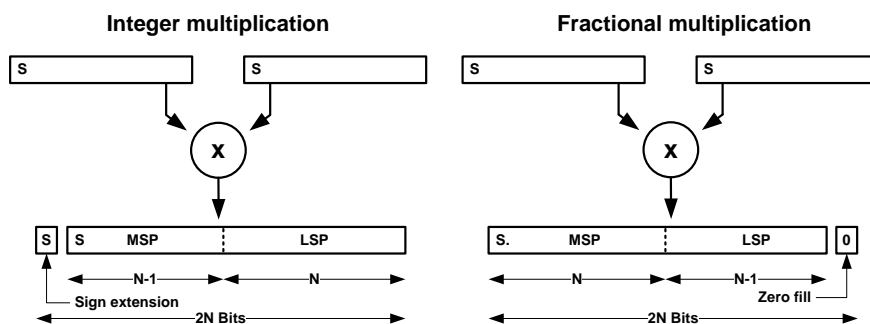 Integer multiplication Fractional multiplication
S S S S
X X
S S MSP LSP S. MSP LSP 0
N-1 N N N-1
Sign extension Zero fill
2N Bits 2N Bits